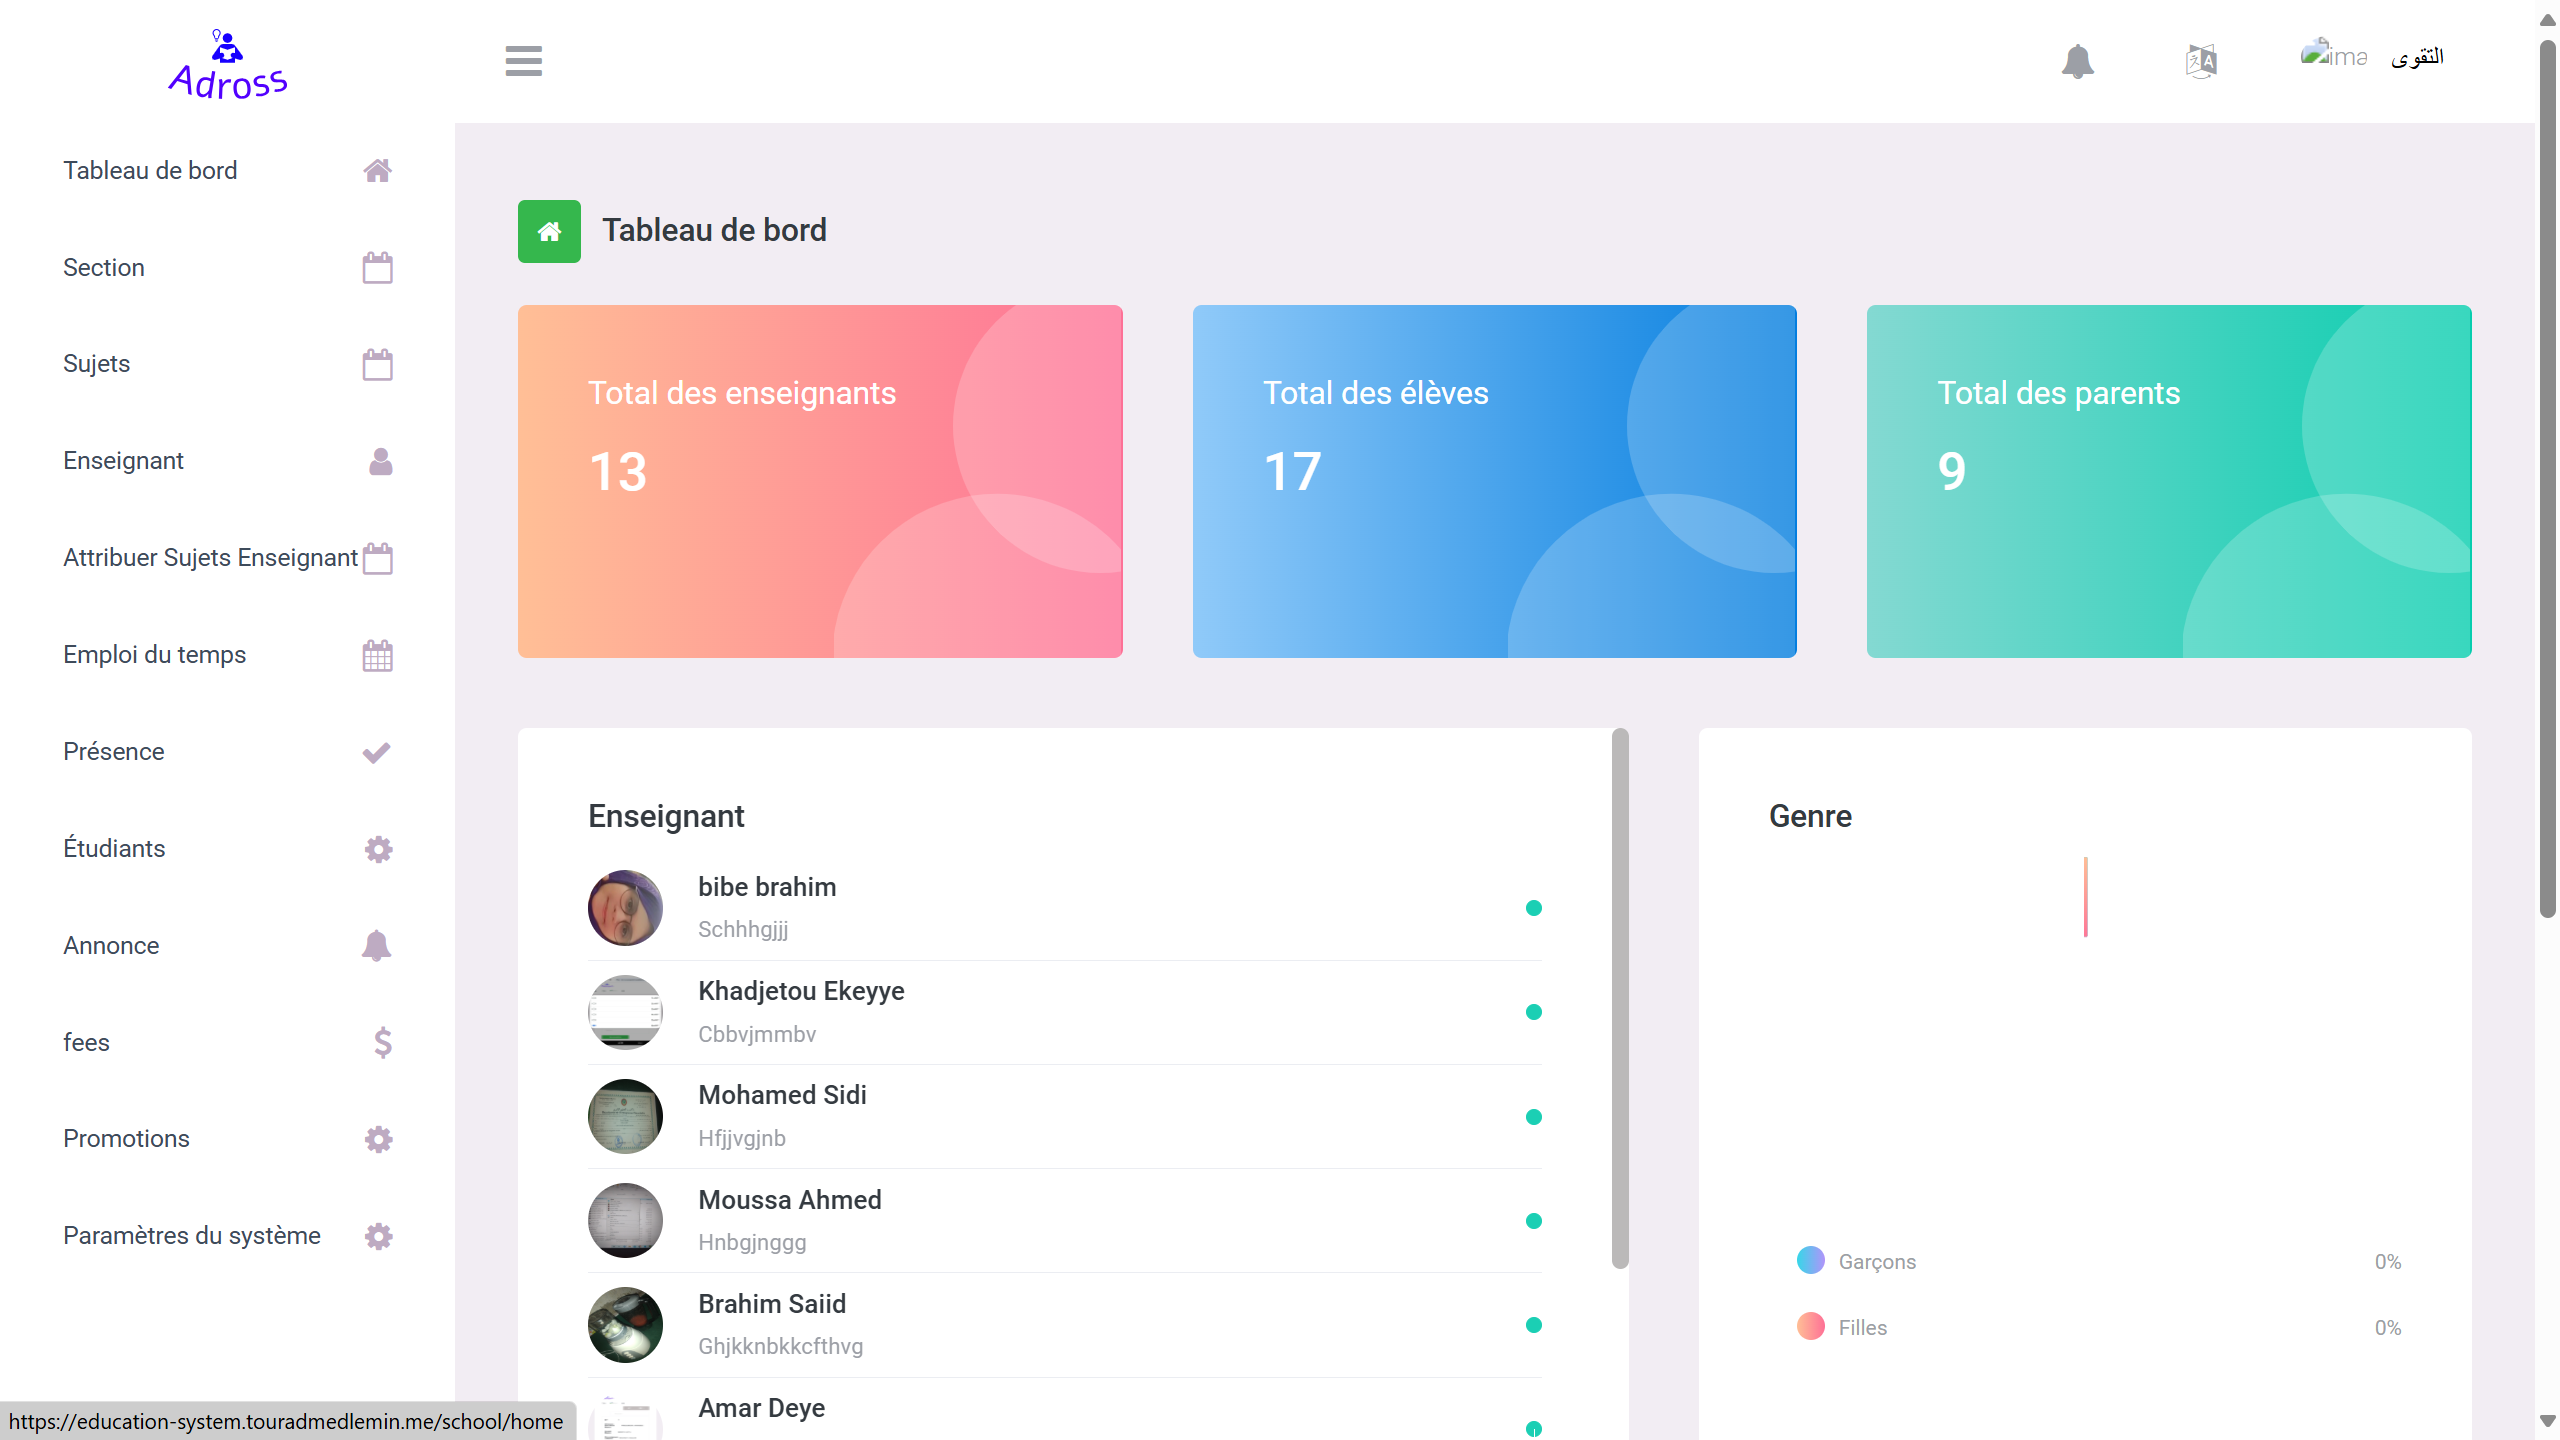 Adross
ima
التقوى
Tableau de bord
Section
Sujets
Enseignant
Attribuer Sujets Enseignant
Emploi du temps
Présence
Étudiants
Annonce
fees
Promotions
Paramètres du système
Tableau de bord
Total des enseignants
13
Total des élèves
17
Total des parents
9
Enseignant
bibe brahim
Schhhgjjj
Khadjetou Ekeyye
Cbbvjmmbv
Mohamed Sidi
Hfjjvgjnb
Moussa Ahmed
Hnbgjnggg
Brahim Saiid
Ghjkknbkkcfthvg
Amar Deye
Genre
Garçons 0%
Filles 0%
https://education-system.touradmedlemin.me/school/home